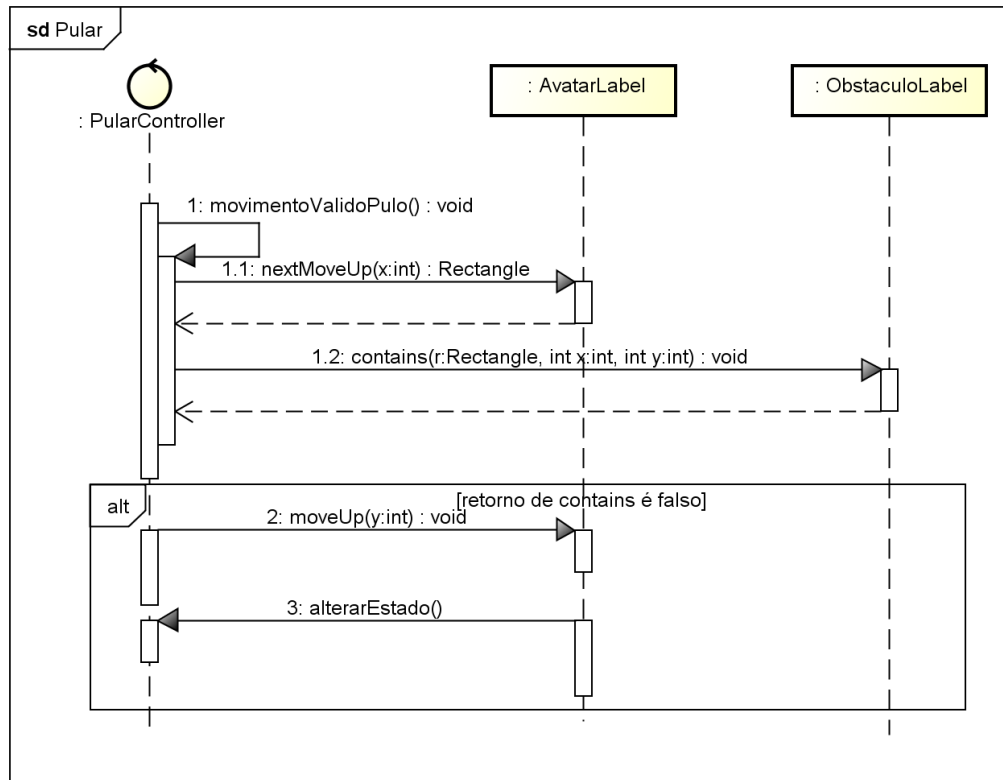 sd Pular
: PularController
: AvatarLabel
: ObstaculoLabel
1: movimentoValidoPulo() : void
1.1: nextMoveUp(x:int) : Rectangle
1.2: contains(r:Rectangle, int x:int, int y:int) : void
alt
[retorno de contains é falso]
2: moveUp(y:int) : void
3: alterarEstado()